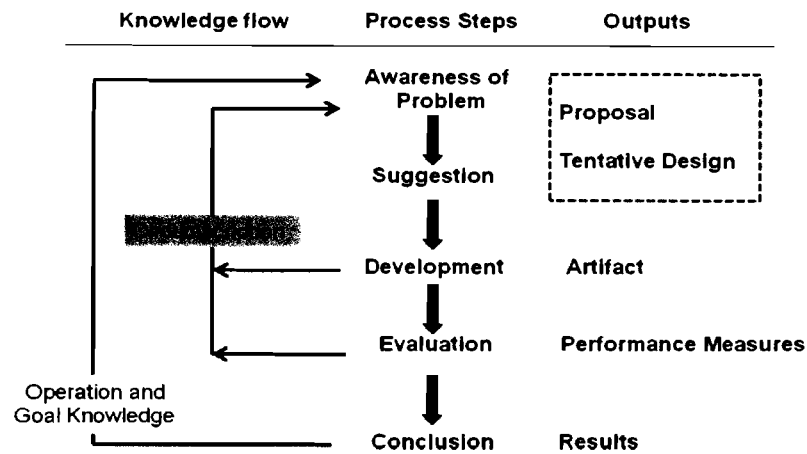 Knowledge flow Process Steps Outputs
Awareness of
Problem
Proposal
Tentative Design
Suggestion
Development Artifact
Evaluation Performance Measures
Operation and
Goal Knowledge
Conclusion Results